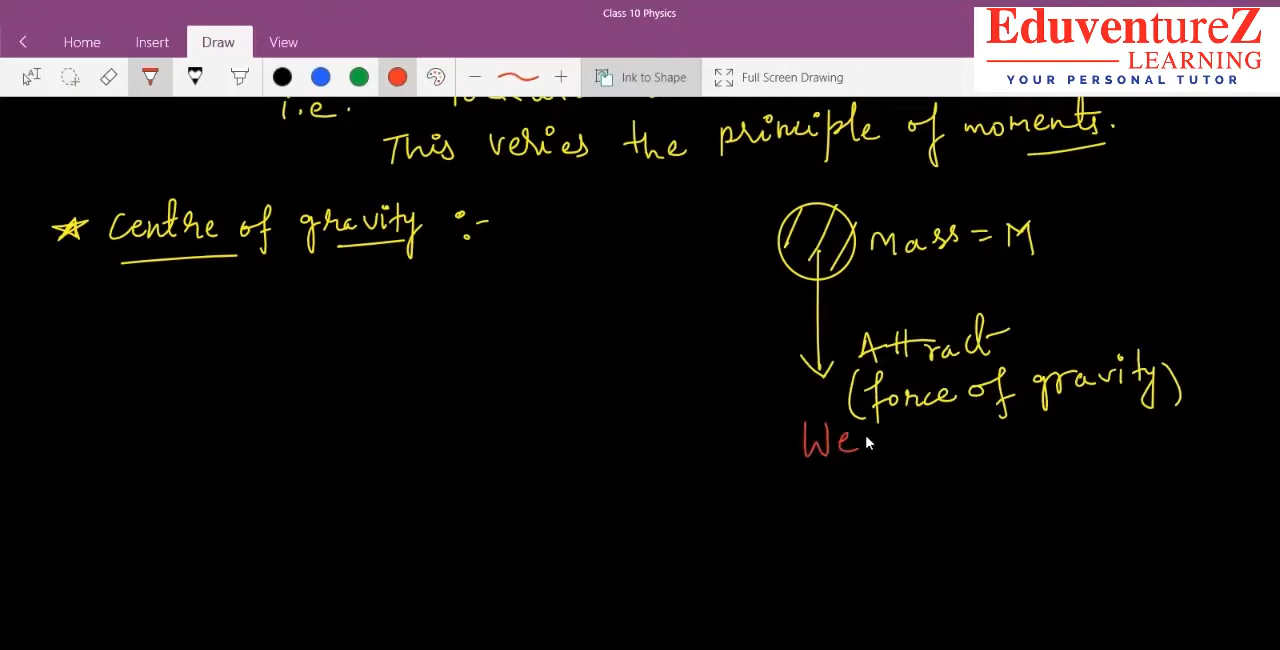 Class 10 Physics
EduventureZ
LEARNING
YOUR PERSONAL TUTOR
Home Insert Draw View
Ink to Shape Full Screen Drawing
i.e.
This veries the principle of moments.
centre of gravity :-
Mass = M
Attract
(force of gravity)
We